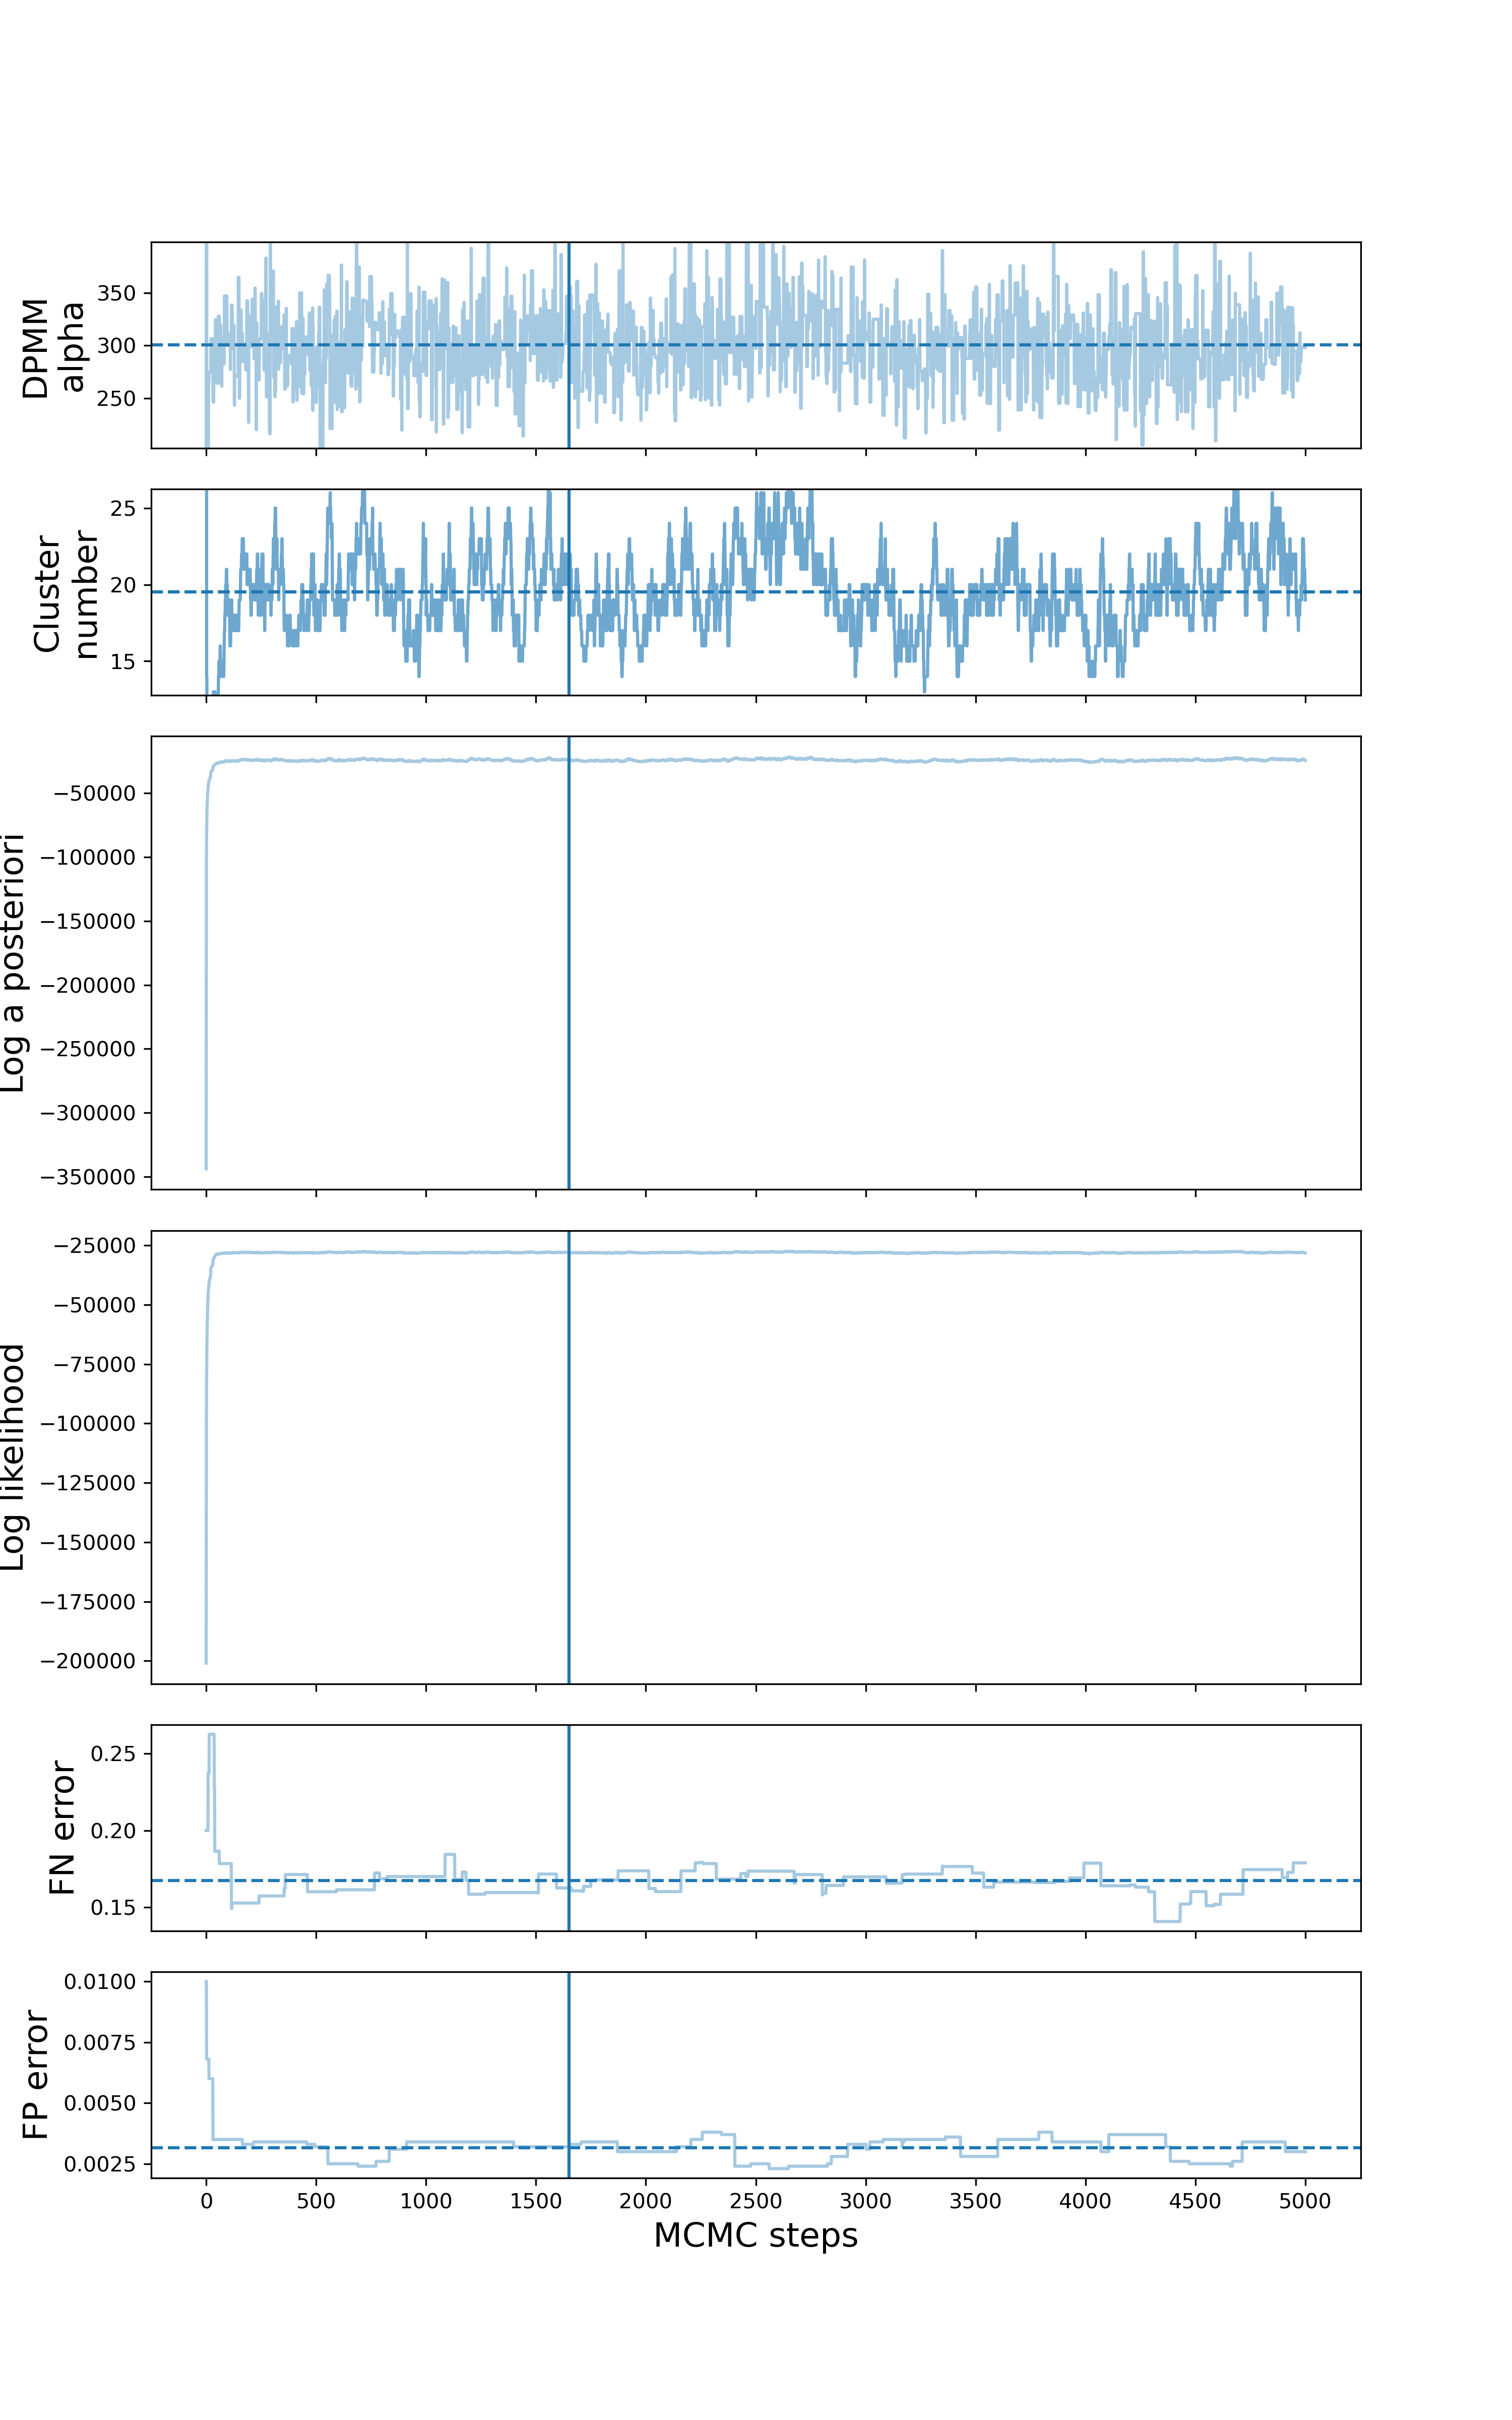 DPMM
alpha
350
300
250
Cluster
number
25
20
15
Log a posteriori
−50000
−100000
−150000
−200000
−250000
−300000
−350000
Log likelihood
−25000
−50000
−75000
−100000
−125000
−150000
−175000
−200000
FN error
0.25
0.20
0.15
FP error
0.0100
0.0075
0.0050
0.0025
0 500 1000 1500 2000 2500 3000 3500 4000 4500 5000
MCMC steps